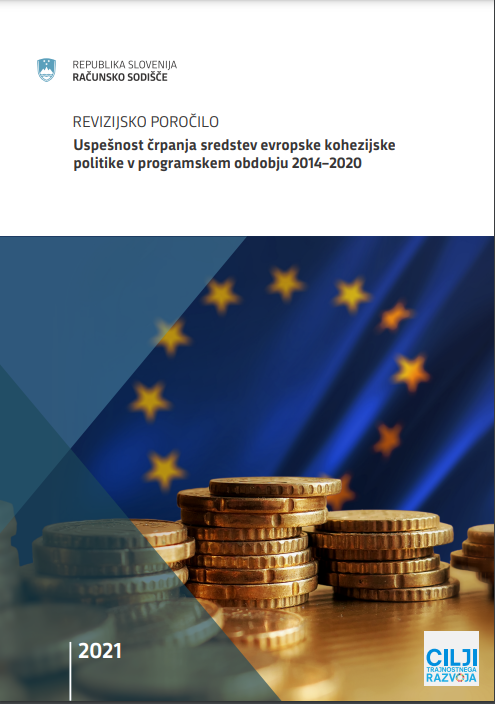 REPUBLIKA SLOVENIJA
RAČUNSKO SODIŠČE
REVIZIJSKO POROČILO
Uspešnost črpanja sredstev evropske kohezijske
politike v programskem obdobju 2014–2020
2021
CILJI
TRAJNOSTNEGA
RAZVOJA